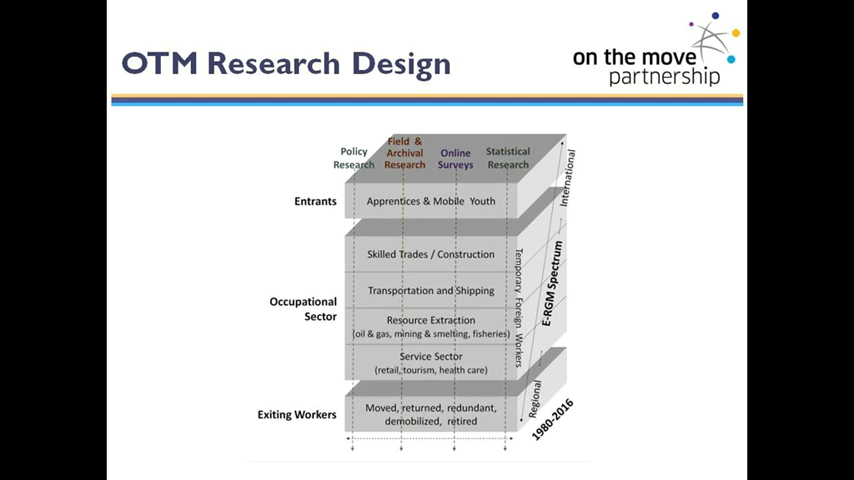 OTM Research Design
on the move
partnership
Policy
Research
Field &
Archival
Research
Online
Surveys
Statistical
Research
International
Entrants
Apprentices & Mobile Youth
Skilled Trades / Construction
Transportation and Shipping
Occupational
Sector
Resource Extraction
(oil & gas, mining & smelting, fisheries)
Service Sector
(retail, tourism, health care)
Temporary Foreign Workers
E-RGM Spectrum
Regional
Exiting Workers
Moved, returned, redundant,
demobilized, retired
1980-2016